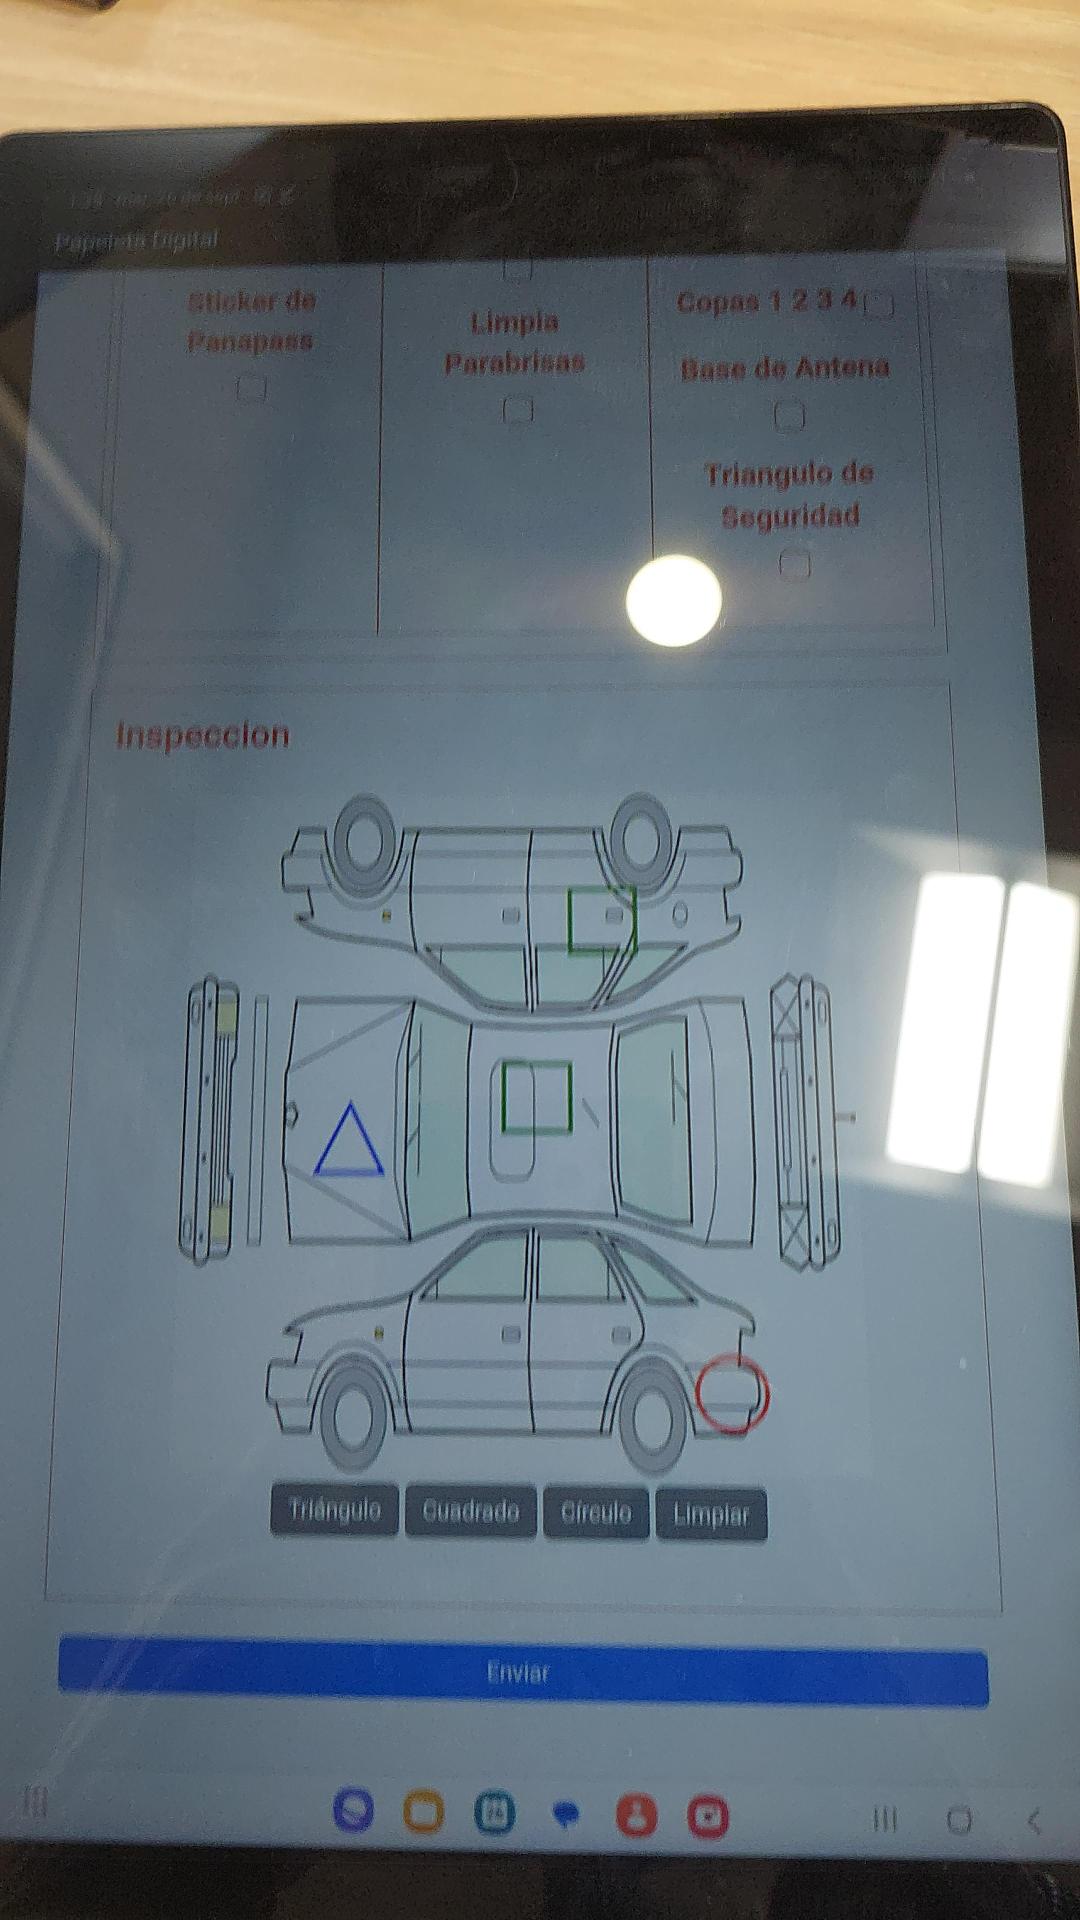 Papeleta Digital
Sticker de
Panapass
Limpia
Parabrisas
Copas 1 2 3 4
Base de Antena
Triangulo de
Seguridad
Inspeccion
Triángulo
Cuadrado
Círculo
Limpiar
Enviar